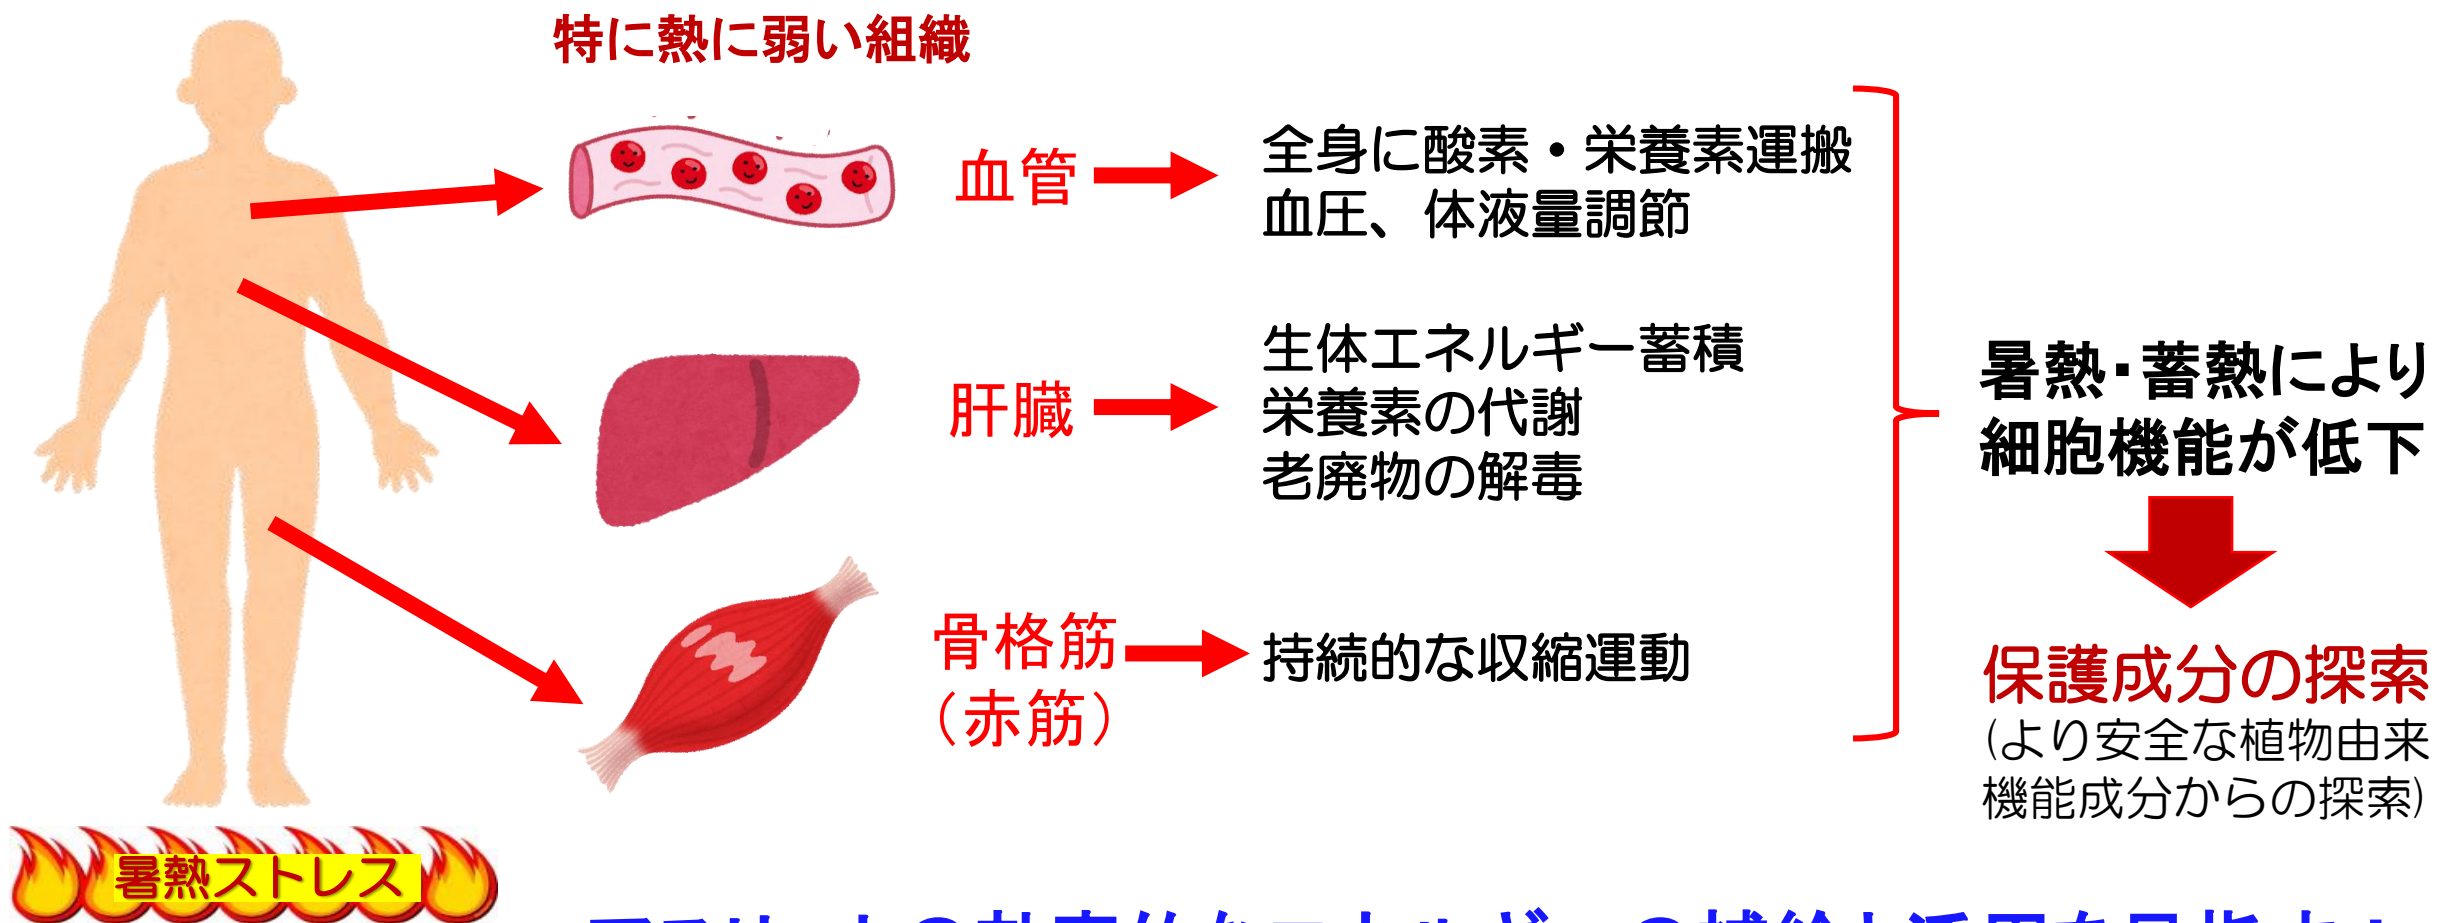 特に熱に弱い組織
血管
全身に酸素・栄養素運搬
血圧、体液量調節
肝臓
生体エネルギー蓄積
栄養素の代謝
老廃物の解毒
骨格筋
（赤筋）
持続的な収縮運動
暑熱・蓄熱により
細胞機能が低下
保護成分の探索
(より安全な植物由来
機能成分からの探索)
暑熱ストレス